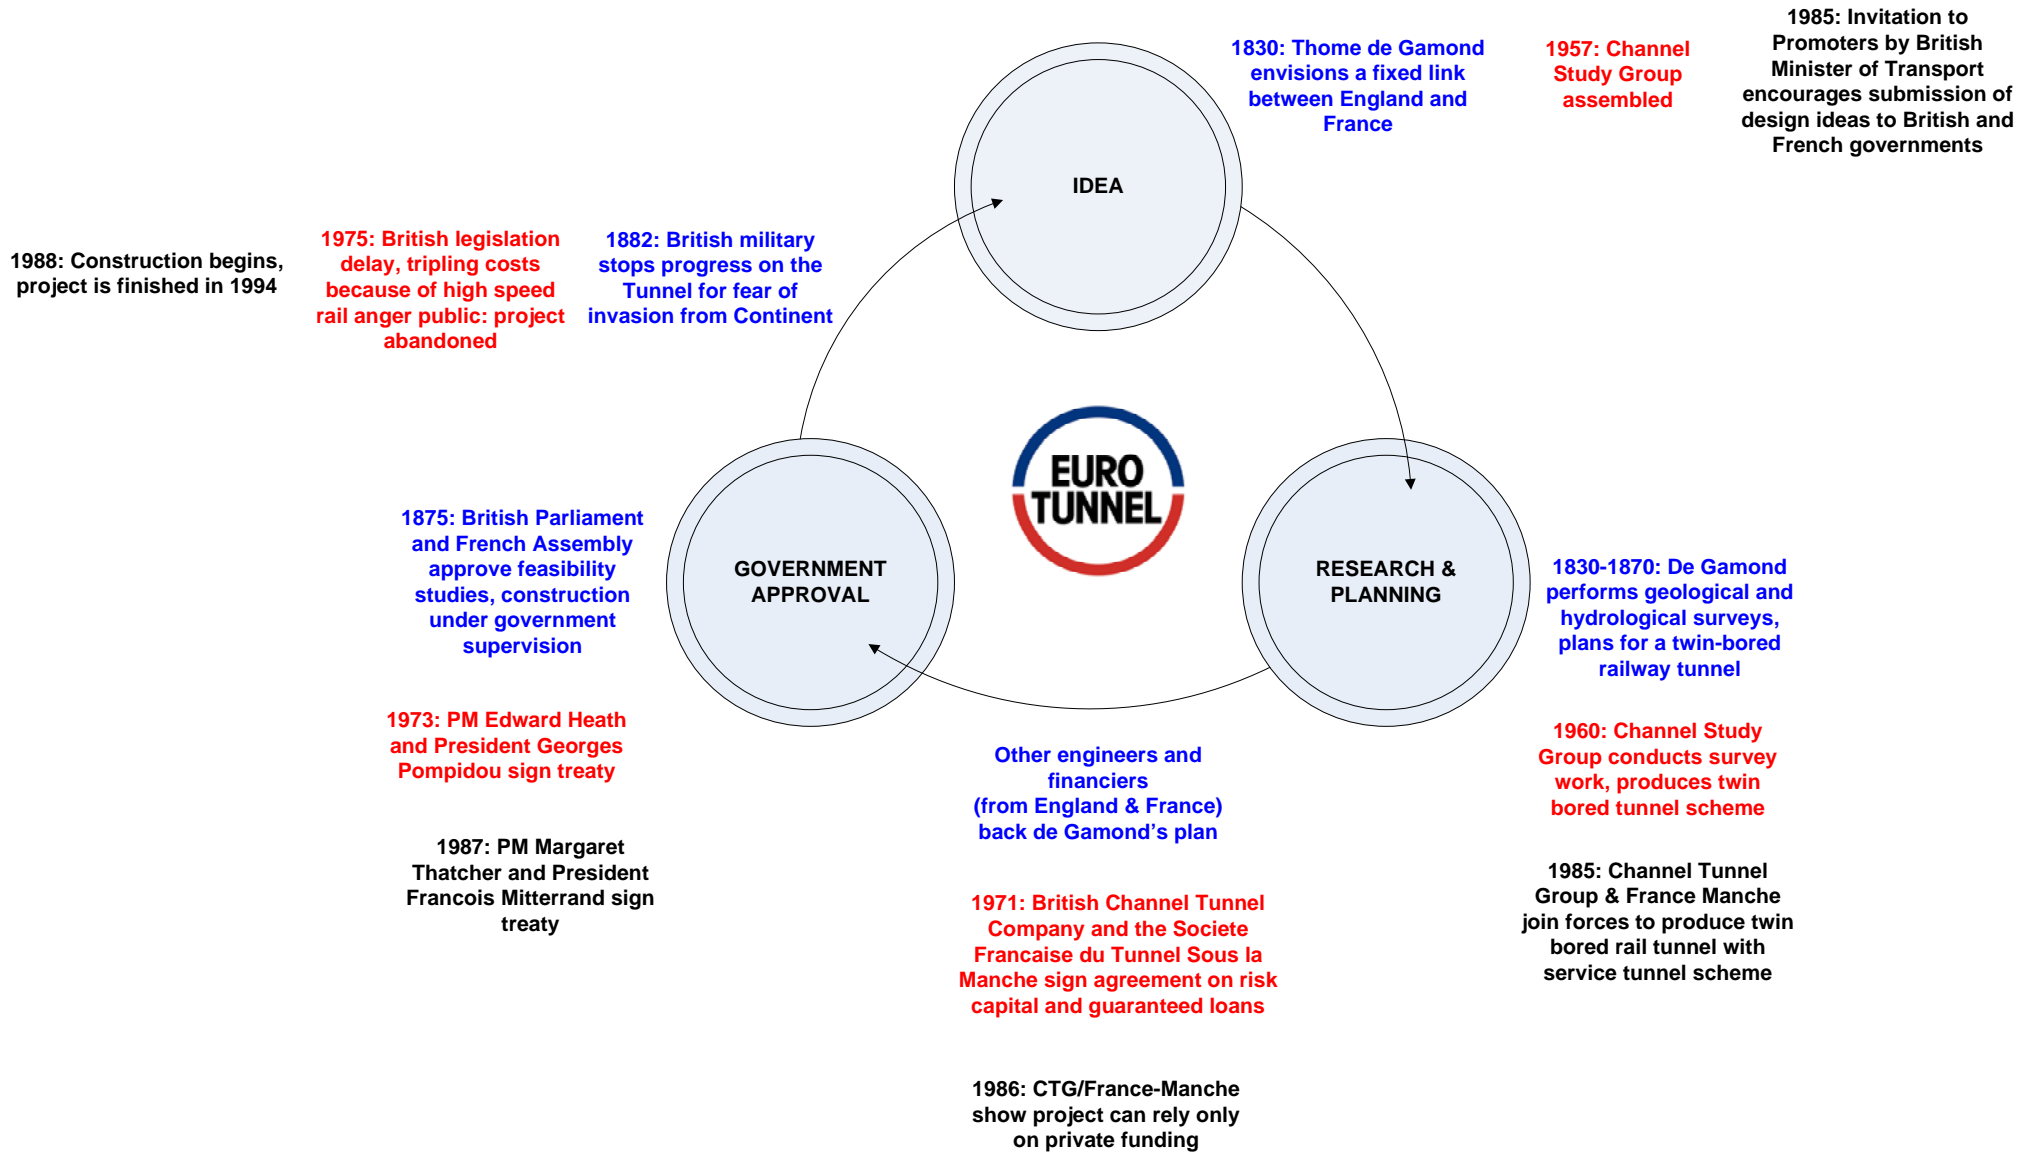 1830: Thome de Gamond
envisions a fixed link
between England and
France
1957: Channel
Study Group
assembled
1985: Invitation to
Promoters by British
Minister of Transport
encourages submission of
design ideas to British and
French governments
IDEA
1988: Construction begins,
project is finished in 1994
1975: British legislation
delay, tripling costs
because of high speed
rail anger public: project
abandoned
1882: British military
stops progress on the
Tunnel for fear of
invasion from Continent
EURO
TUNNEL
1875: British Parliament
and French Assembly
approve feasibility
studies, construction
under government
supervision
GOVERNMENT
APPROVAL
RESEARCH &
PLANNING
1830-1870: De Gamond
performs geological and
hydrological surveys,
plans for a twin-bored
railway tunnel
1973: PM Edward Heath
and President Georges
Pompidou sign treaty
1987: PM Margaret
Thatcher and President
Francois Mitterrand sign
treaty
Other engineers and
financiers
(from England & France)
back de Gamond’s plan
1971: British Channel Tunnel
Company and the Societe
Francaise du Tunnel Sous la
Manche sign agreement on risk
capital and guaranteed loans
1986: CTG/France-Manche
show project can rely only
on private funding
1960: Channel Study
Group conducts survey
work, produces twin
bored tunnel scheme
1985: Channel Tunnel
Group & France Manche
join forces to produce twin
bored rail tunnel with
service tunnel scheme